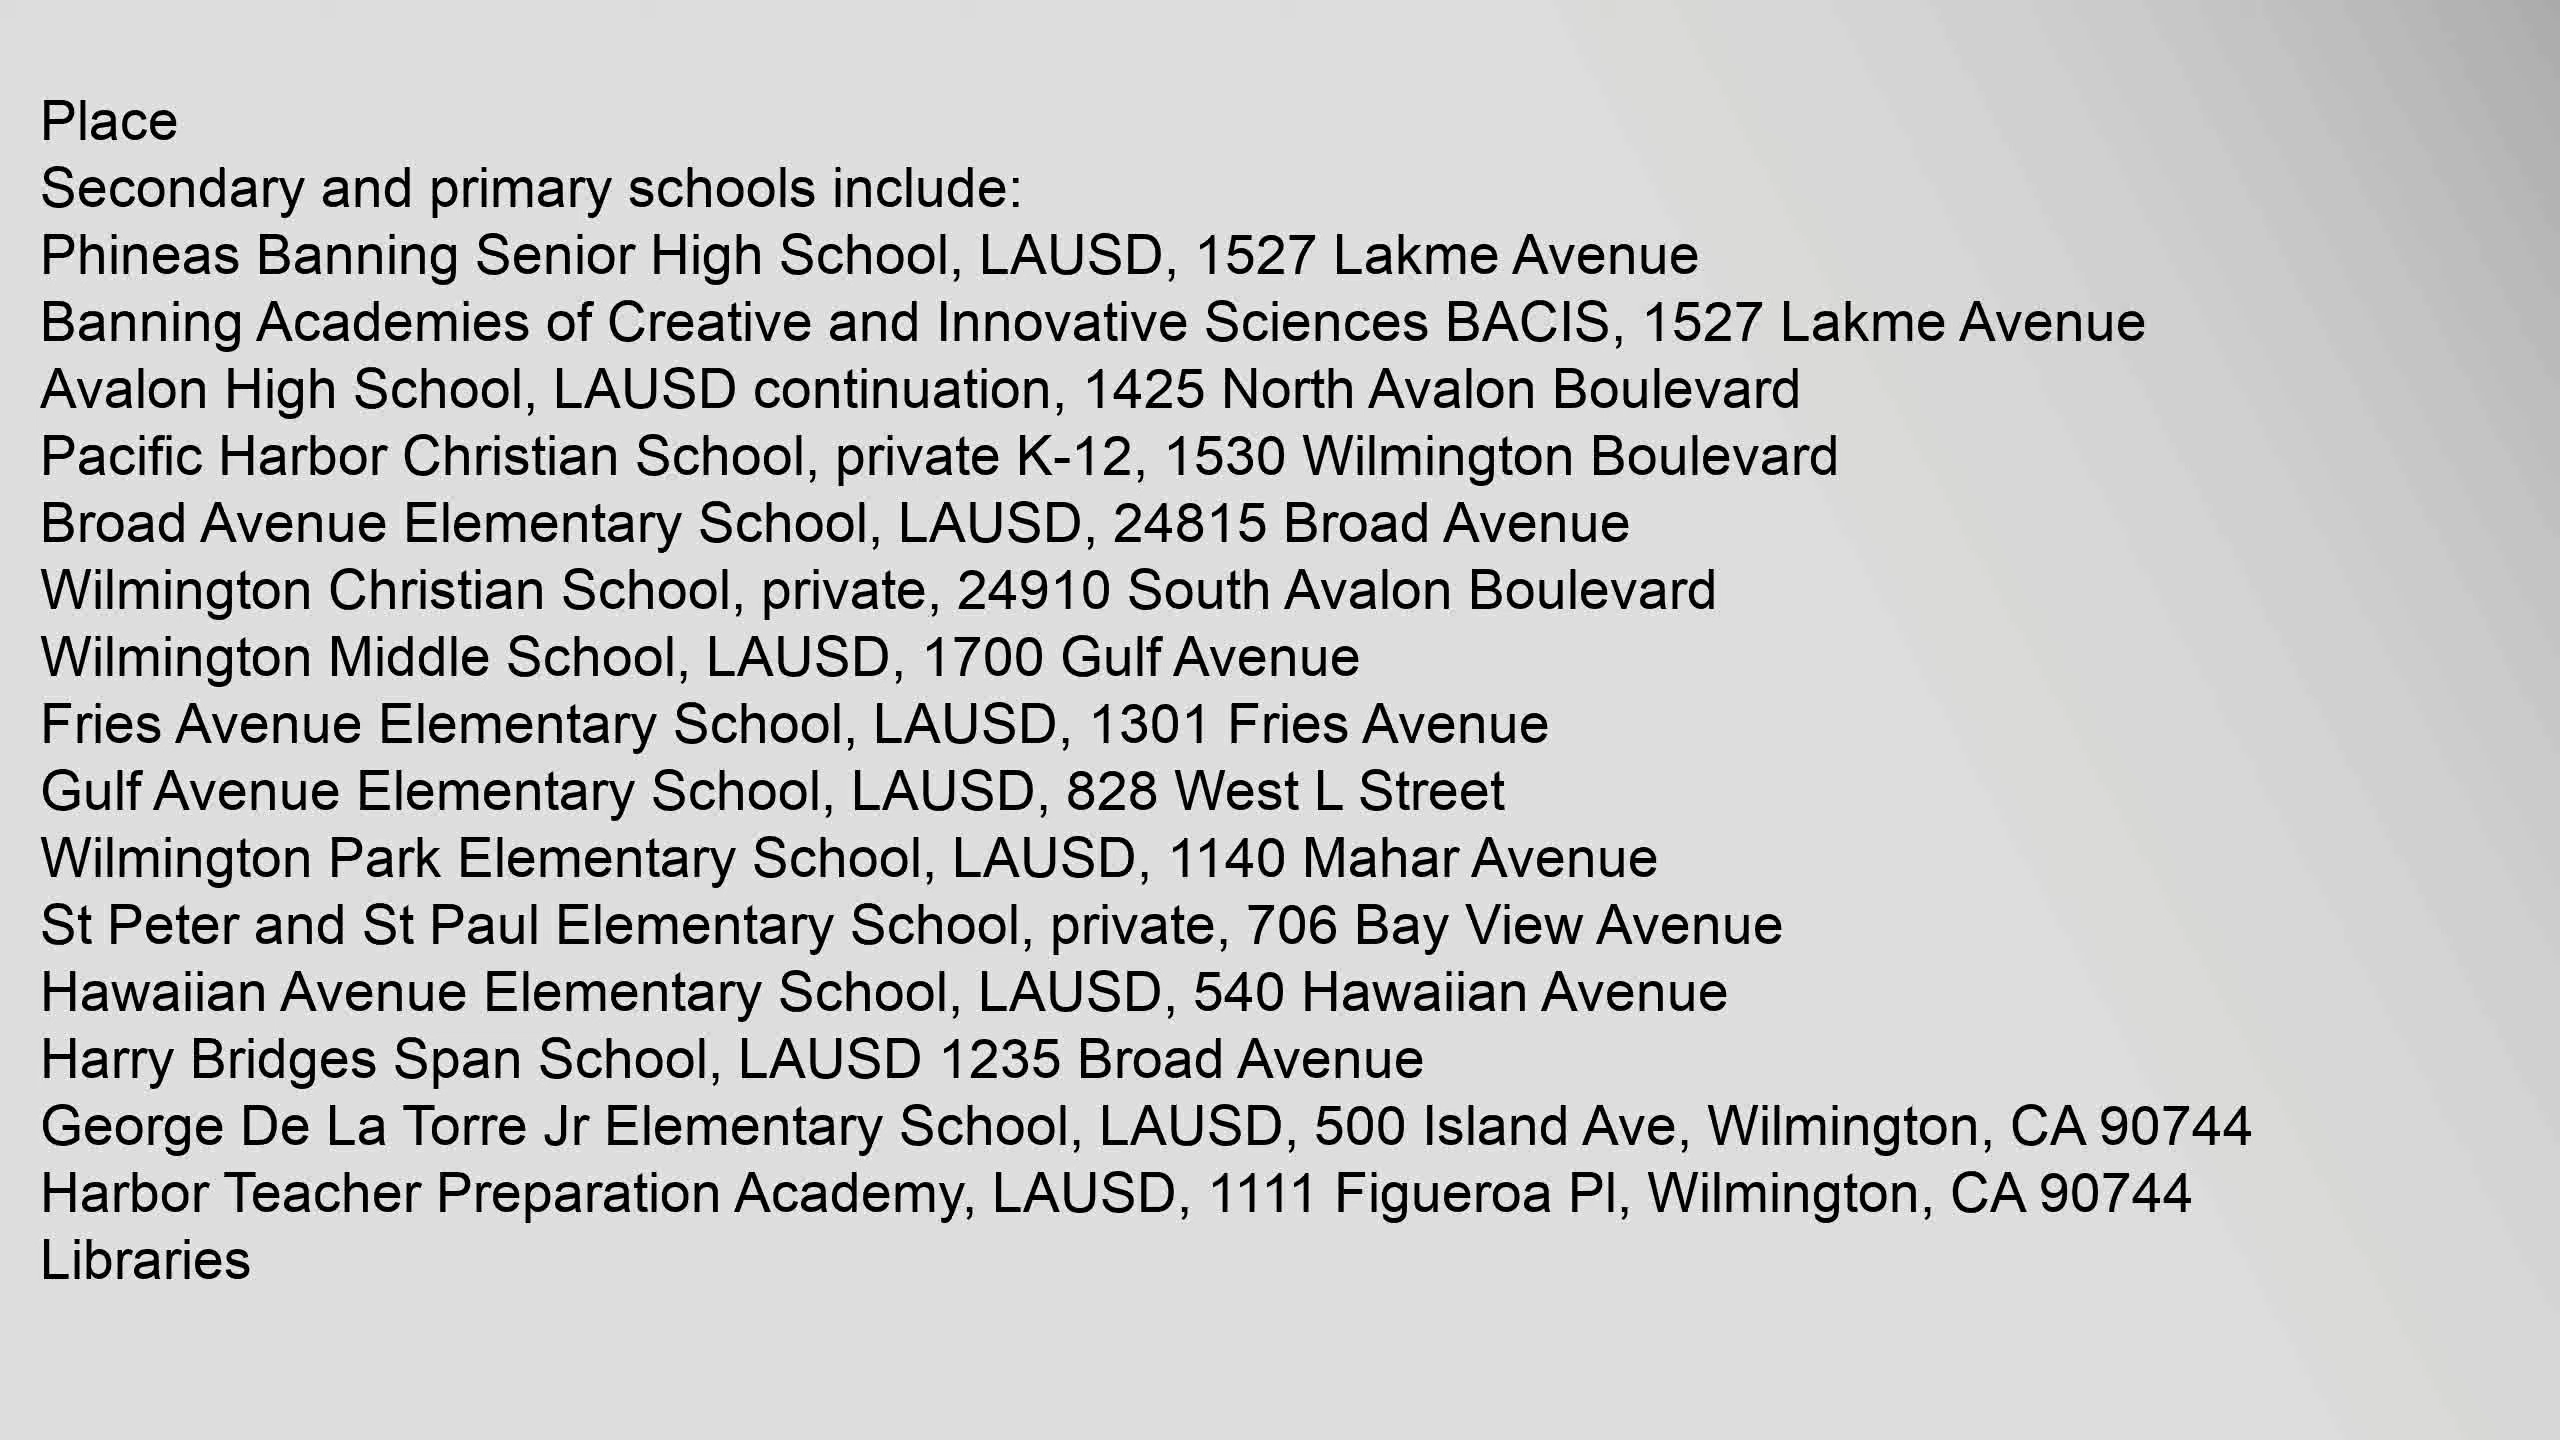 Place
Secondary and primary schools include:
Phineas Banning Senior High School, LAUSD, 1527 Lakme Avenue
Banning Academies of Creative and Innovative Sciences BACIS, 1527 Lakme Avenue
Avalon High School, LAUSD continuation, 1425 North Avalon Boulevard
Pacific Harbor Christian School, private K-12, 1530 Wilmington Boulevard
Broad Avenue Elementary School, LAUSD, 24815 Broad Avenue
Wilmington Christian School, private, 24910 South Avalon Boulevard
Wilmington Middle School, LAUSD, 1700 Gulf Avenue
Fries Avenue Elementary School, LAUSD, 1301 Fries Avenue
Gulf Avenue Elementary School, LAUSD, 828 West L Street
Wilmington Park Elementary School, LAUSD, 1140 Mahar Avenue
St Peter and St Paul Elementary School, private, 706 Bay View Avenue
Hawaiian Avenue Elementary School, LAUSD, 540 Hawaiian Avenue
Harry Bridges Span School, LAUSD 1235 Broad Avenue
George De La Torre Jr Elementary School, LAUSD, 500 Island Ave, Wilmington, CA 90744
Harbor Teacher Preparation Academy, LAUSD, 1111 Figueroa Pl, Wilmington, CA 90744
Libraries